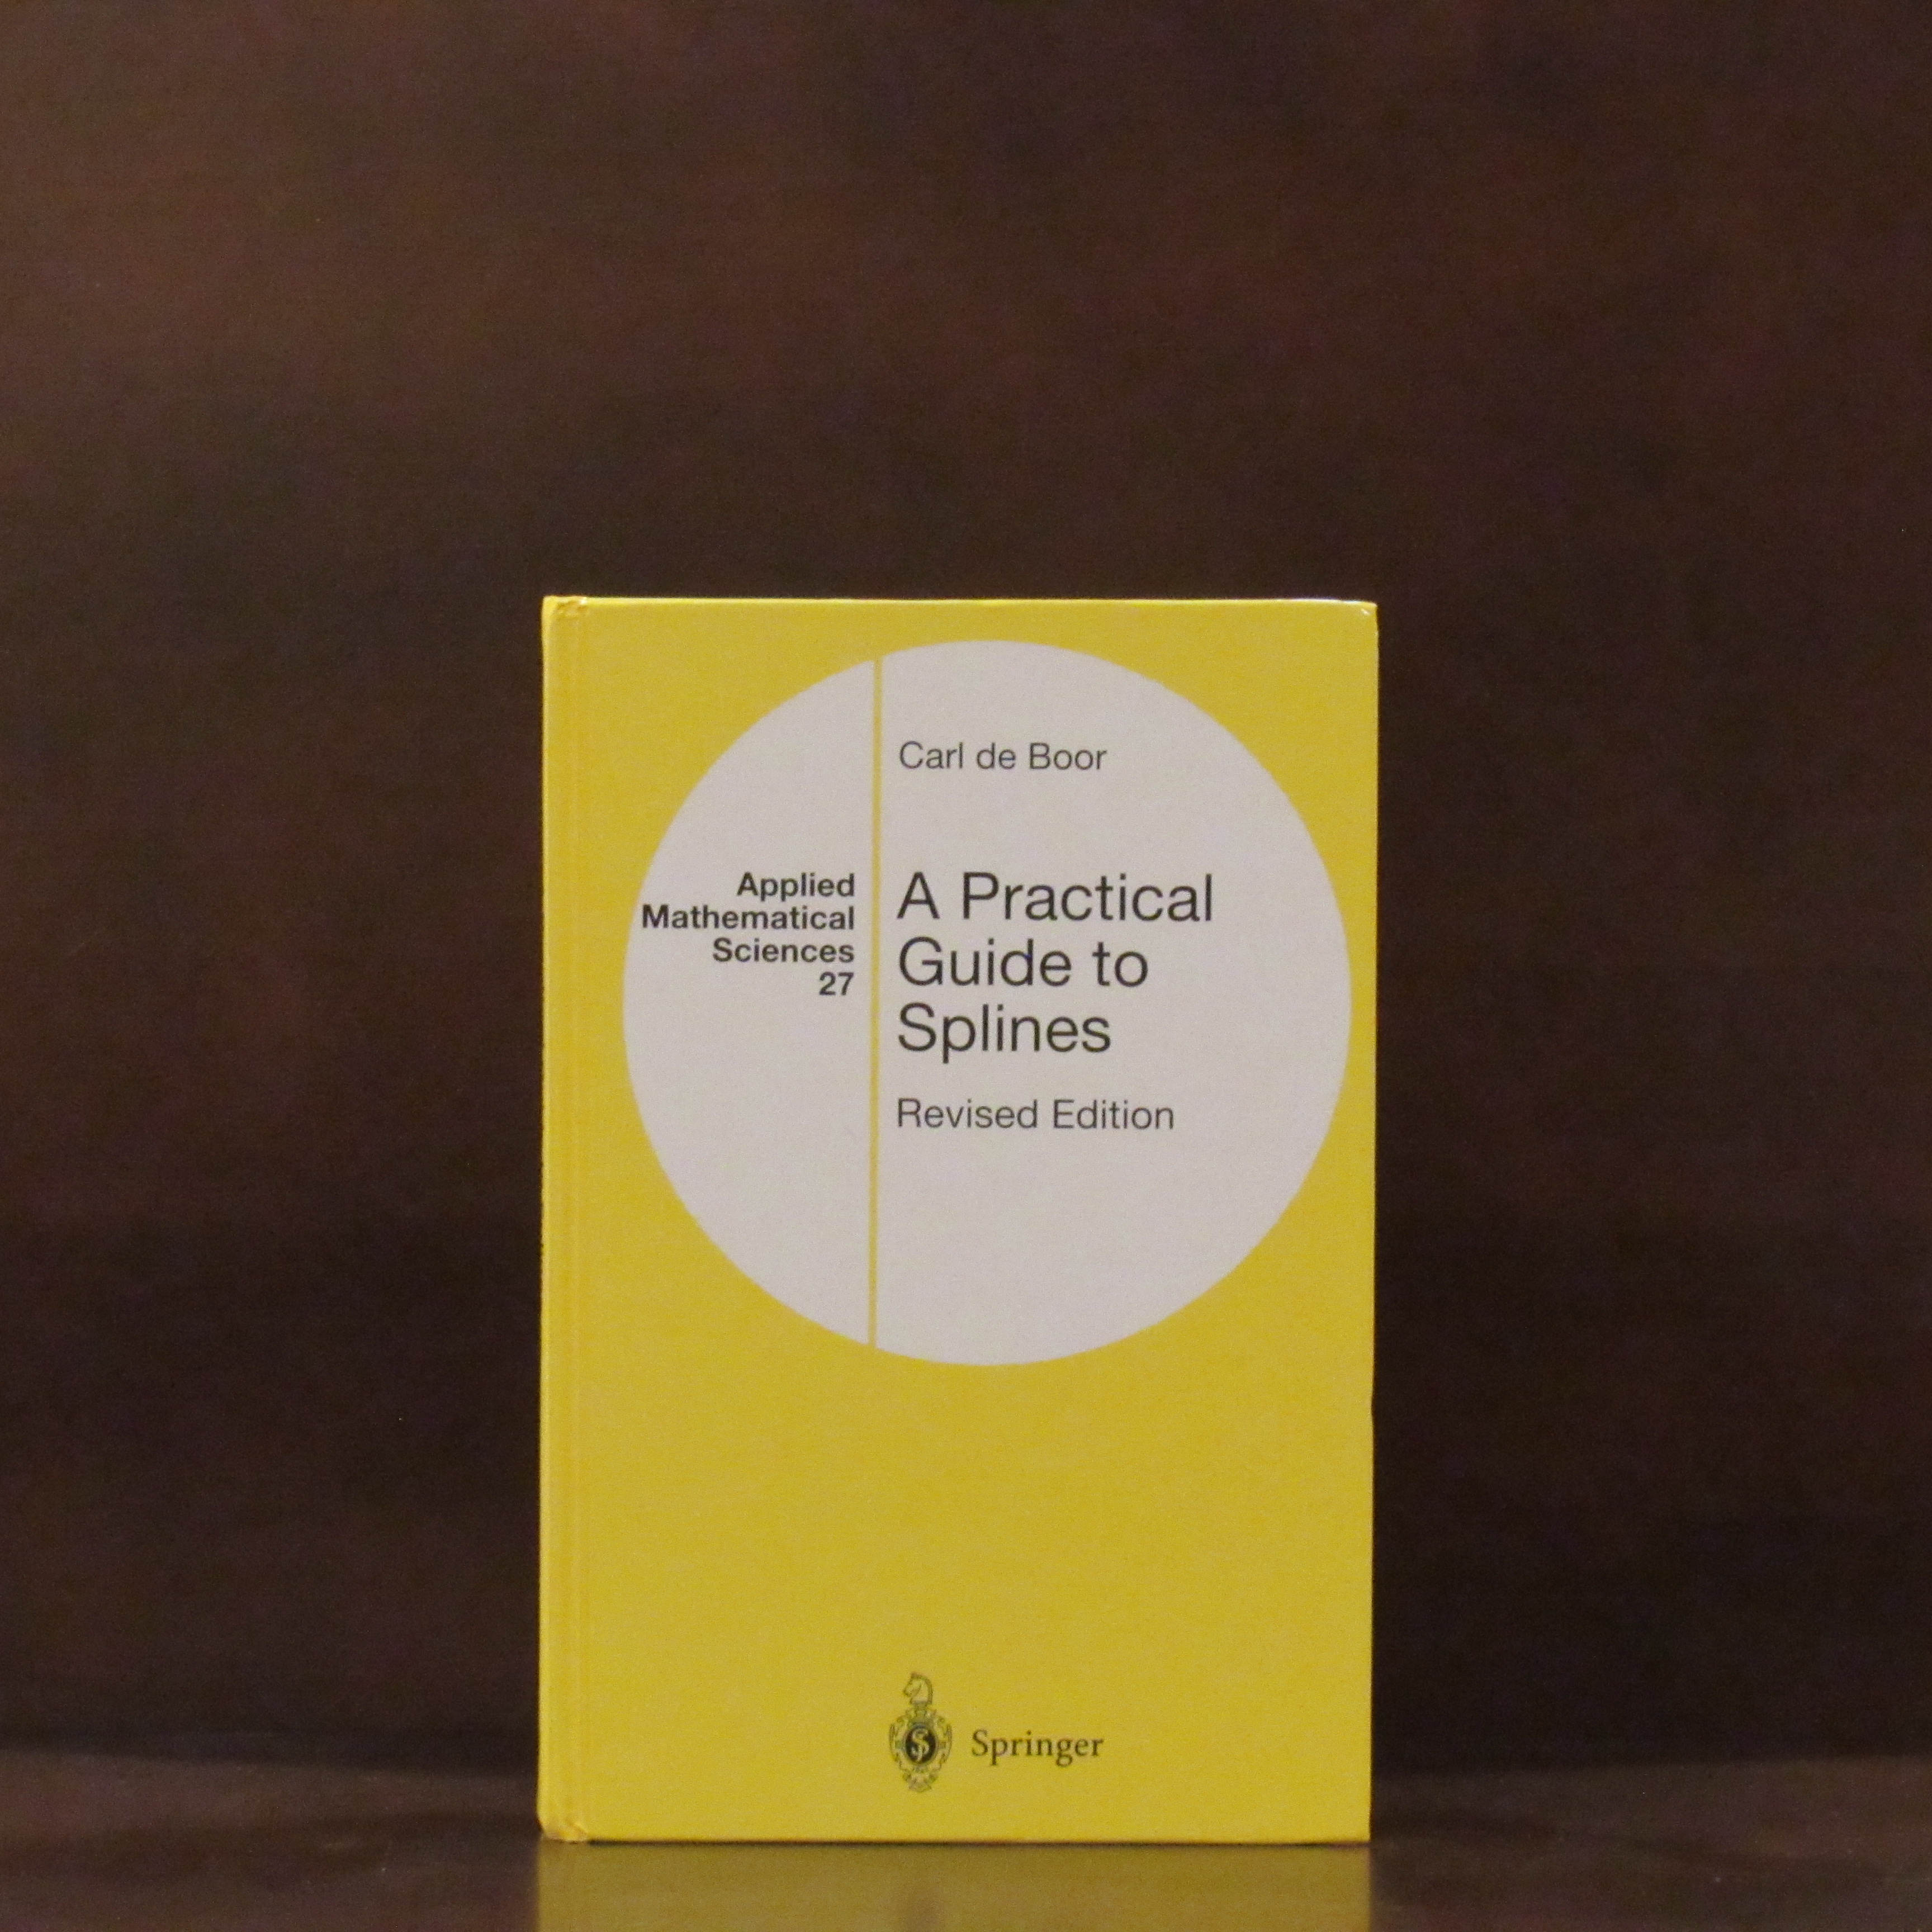 Carl de Boor
Applied
Mathematical
Sciences
27
A Practical
Guide to
Splines
Revised Edition
Springer